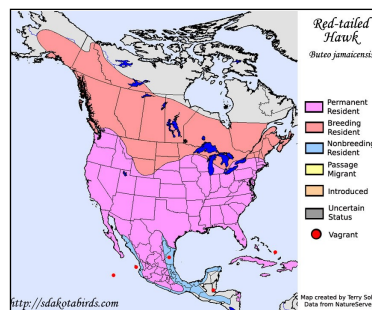 Red-tailed
Hawk
Buteo jamaicensis
Permanent
Resident
Breeding
Resident
Nonbreeding
Resident
Passage
Migrant
Introduced
Uncertain
Status
Vagrant
Map created by Terry Sol
Data from NatureServe
http://sdakotabirds.com